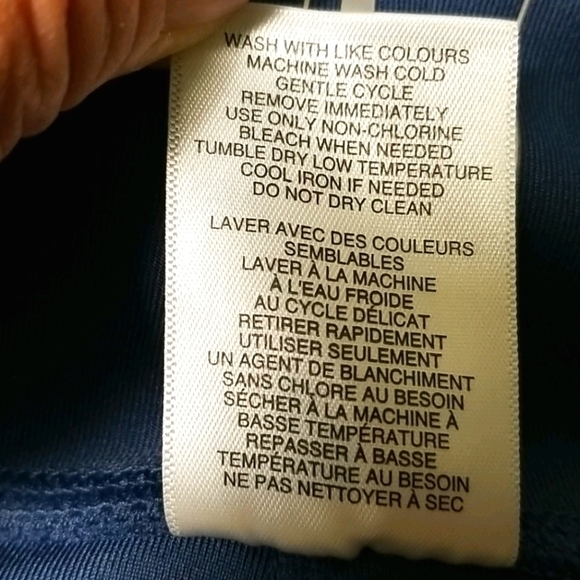 WASH WITH LIKE COLOURS
MACHINE WASH COLD
GENTLE CYCLE
REMOVE IMMEDIATELY
USE ONLY NON-CHLORINE
BLEACH WHEN NEEDED
TUMBLE DRY LOW TEMPERATURE
COOL IRON IF NEEDED
DO NOT DRY CLEAN
LAVER AVEC DES COULEURS
SEMBLABLES
LAVER À LA MACHINE
À L'EAU FROIDE
AU CYCLE DÉLICAT
RETIRER RAPIDEMENT
UTILISER SEULEMENT
UN AGENT DE BLANCHIMENT
SANS CHLORE AU BESOIN
SÉCHER À LA MACHINE À
BASSE TEMPÉRATURE
REPASSER À BASSE
TEMPÉRATURE AU BESOIN
NE PAS NETTOYER À SEC